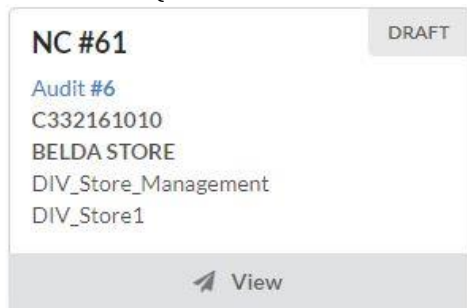 NC #61
DRAFT
Audit #6
C332161010
BELDA STORE
DIV_Store_Management
DIV_Store1
View